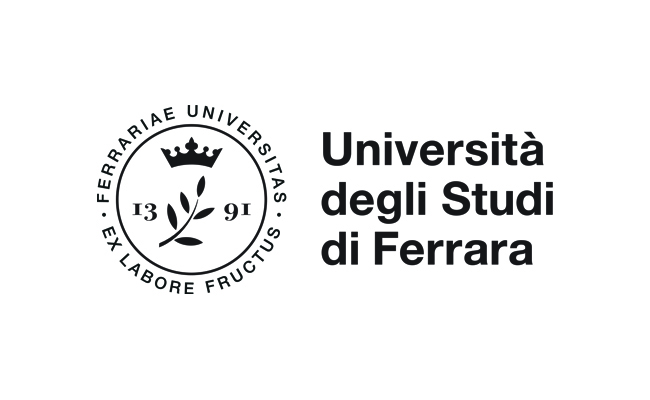 FERRARIAE UNIVERSITAS
13 91
EX LABORE FRUCTUS
Università
degli Studi
di Ferrara